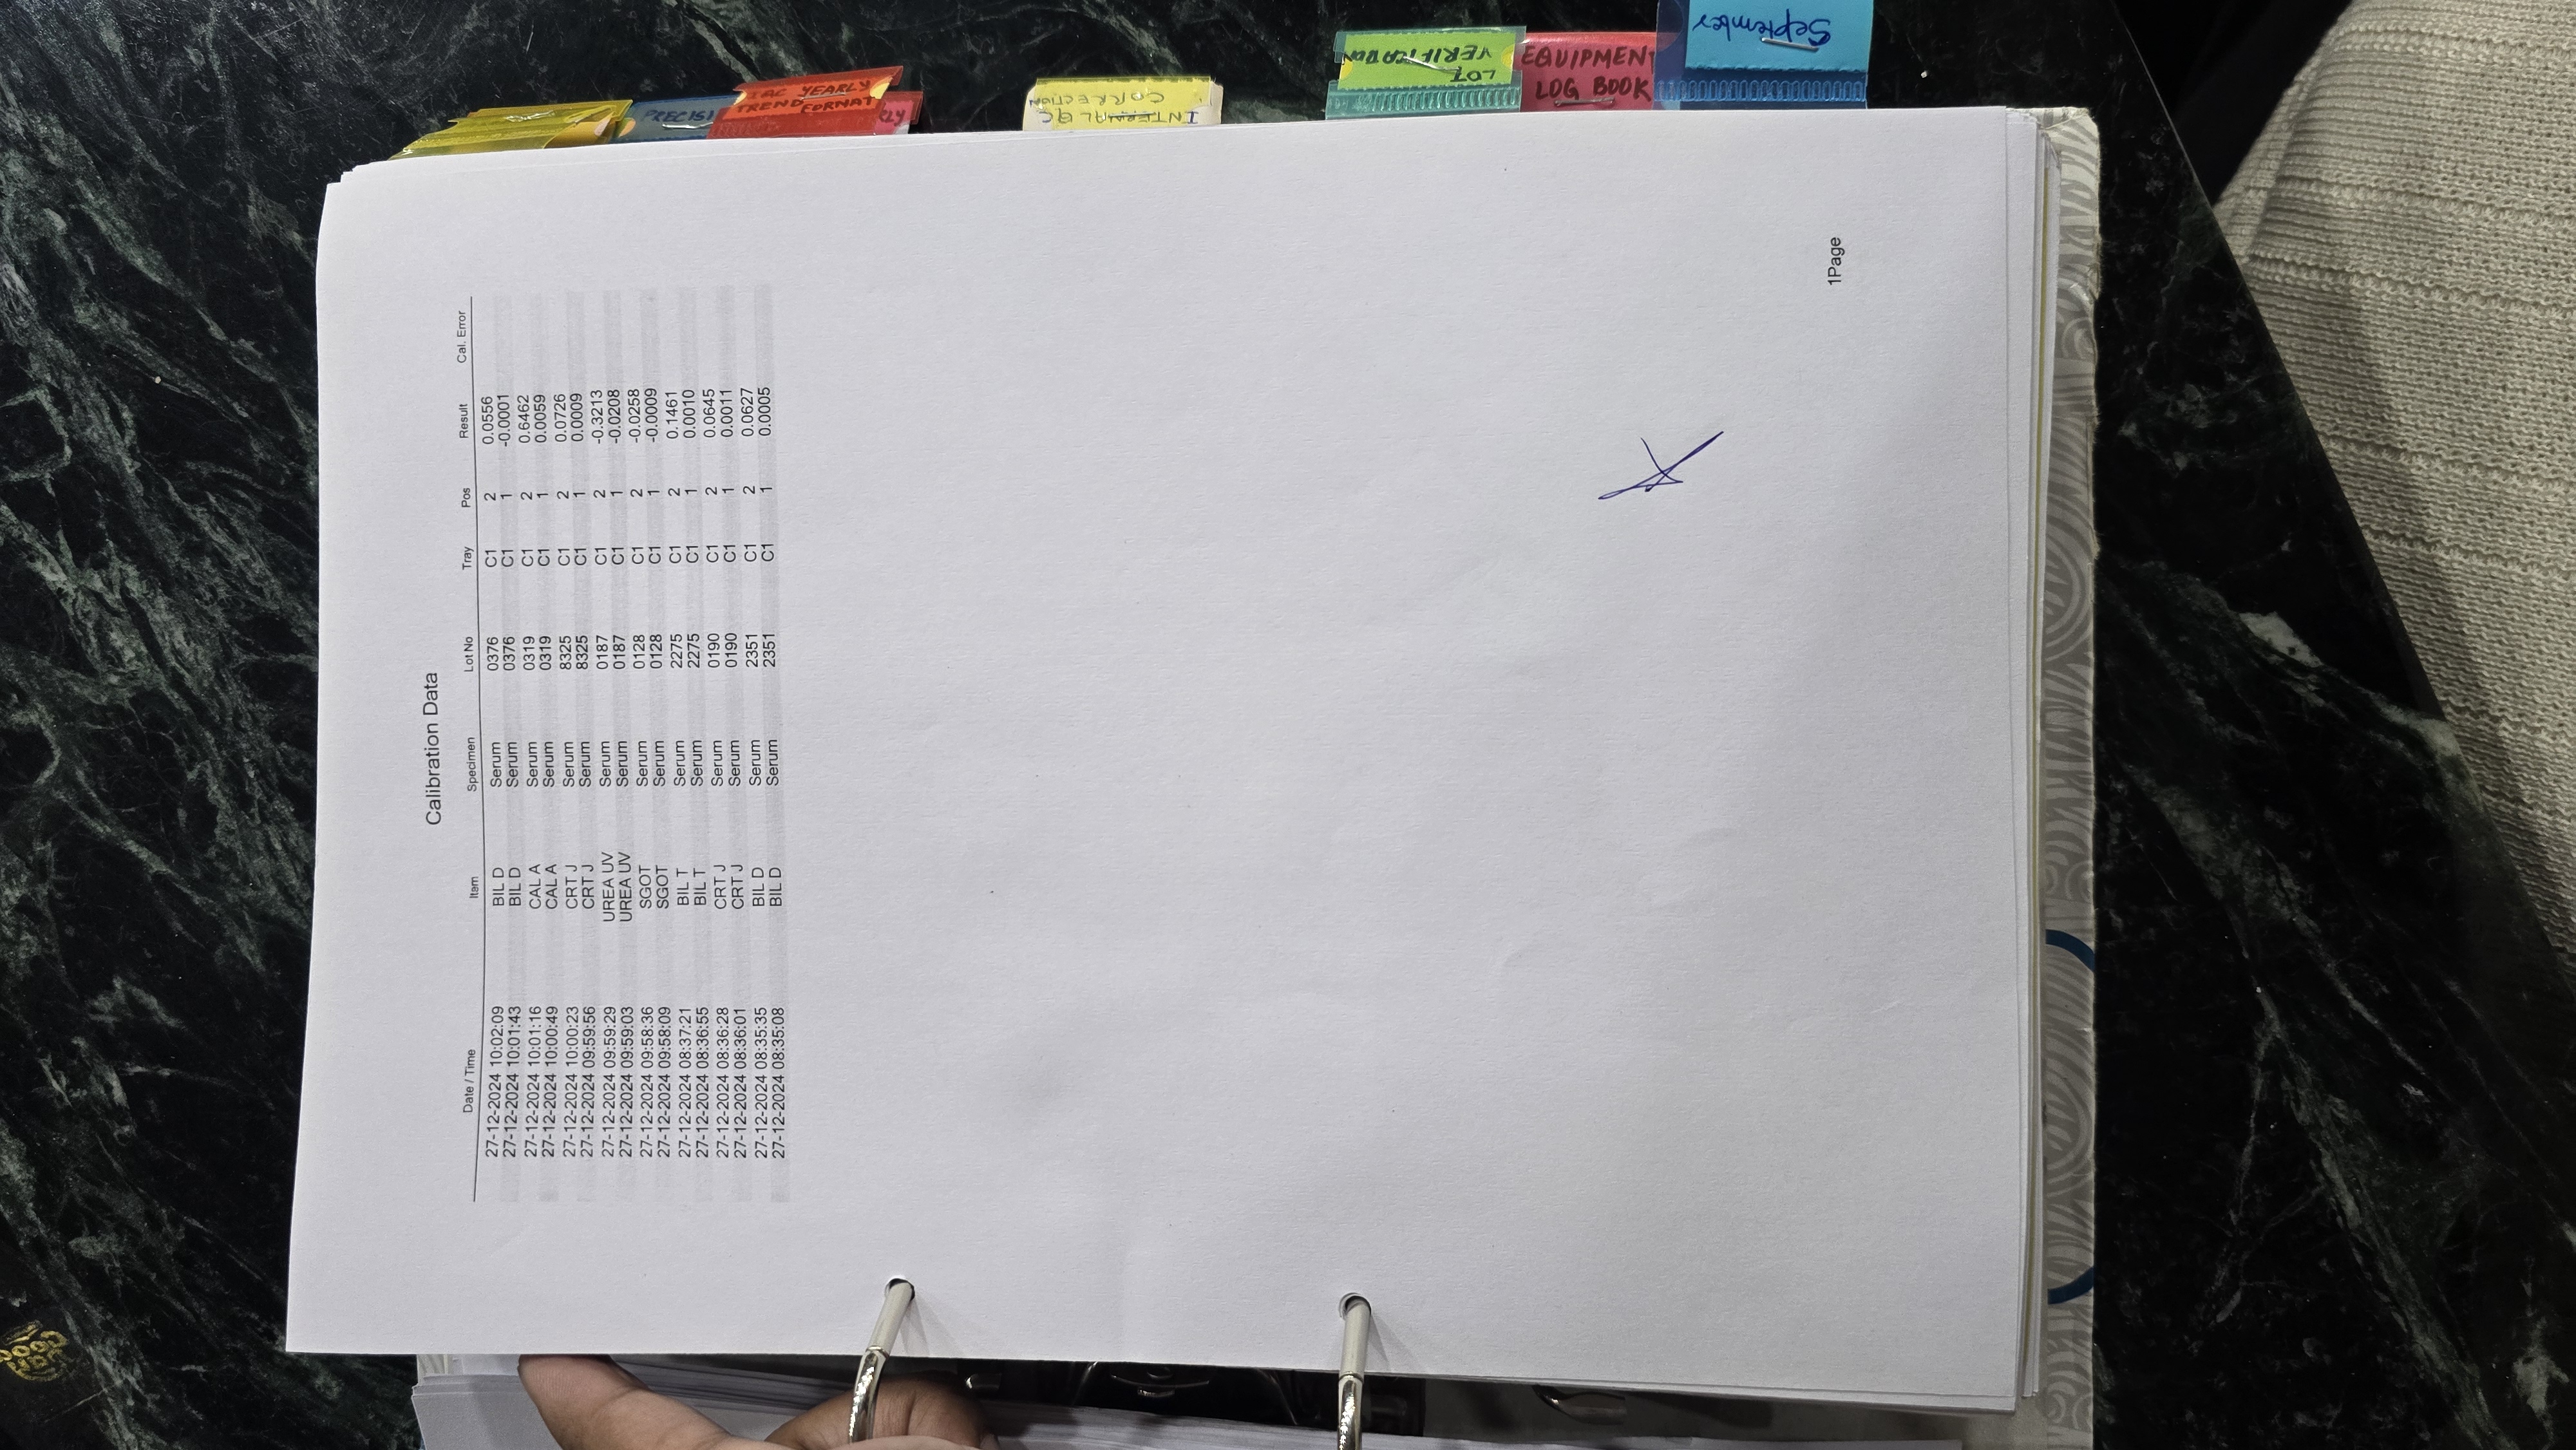 Calibration Data
Date / Time Item Specimen Lot No Tray Pos Result Cal. Error
27-12-2024 10:02:09 BIL D Serum 0376 C1 2 0.0556
27-12-2024 10:01:43 BIL D Serum 0376 C1 1 -0.0001
27-12-2024 10:01:16 CAL A Serum 0319 C1 2 0.6462
27-12-2024 10:00:49 CAL A Serum 0319 C1 1 0.0059
27-12-2024 10:00:23 CRT J Serum 8325 C1 2 0.0726
27-12-2024 09:59:56 CRT J Serum 8325 C1 1 0.0009
27-12-2024 09:59:29 UREA UV Serum 0187 C1 2 -0.3213
27-12-2024 09:59:03 UREA UV Serum 0187 C1 1 -0.0208
27-12-2024 09:58:36 SGOT Serum 0128 C1 2 -0.0258
27-12-2024 09:58:09 SGOT Serum 0128 C1 1 -0.0009
27-12-2024 08:37:21 BIL T Serum 2275 C1 2 0.1461
27-12-2024 08:36:55 BIL T Serum 2275 C1 1 0.0010
27-12-2024 08:36:28 CRT J Serum 0190 C1 2 0.0645
27-12-2024 08:36:01 CRT J Serum 0190 C1 1 0.0011
27-12-2024 08:35:35 BIL D Serum 2351 C1 2 0.0627
27-12-2024 08:35:08 BIL D Serum 2351 C1 1 0.0005
YEARLY
TREND
INTERNAL QC
CORRECTION
LOT
VERIFICATION
EQUIPMENT
LOG BOOK
September
1Page